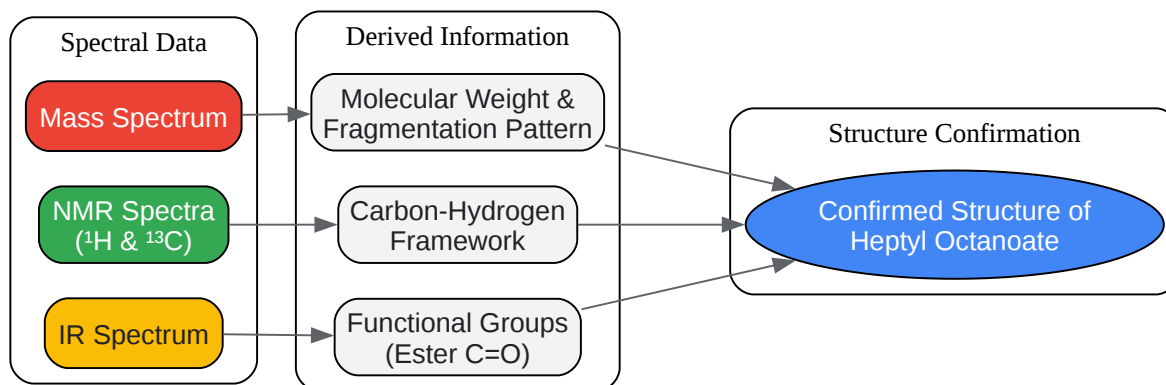 Spectral Data
Mass Spectrum
NMR Spectra
(¹H & ¹³C)
IR Spectrum
Derived Information
Molecular Weight &
Fragmentation Pattern
Carbon-Hydrogen
Framework
Functional Groups
(Ester C=O)
Structure Confirmation
Confirmed Structure of
Heptyl Octanoate